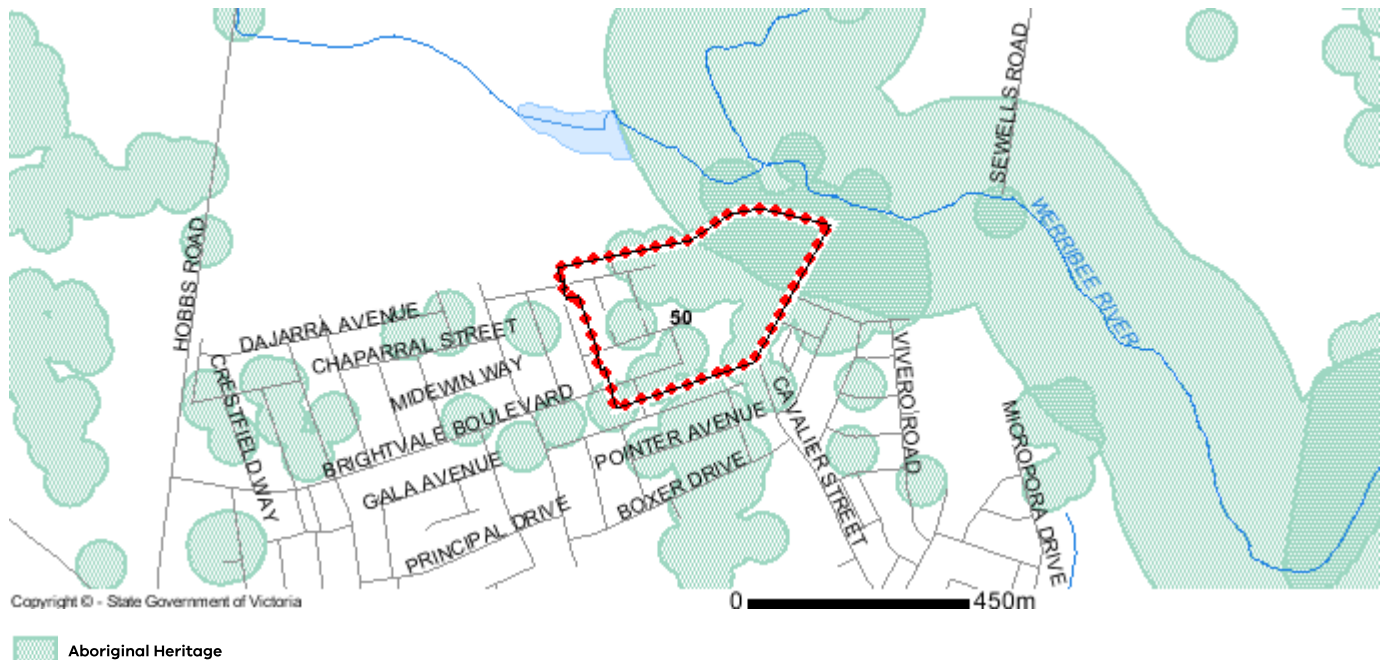 SEWELLS ROAD
WERRIBEE RIVER
HOBBS ROAD
DAJARRA AVENUE
CHAPARRAL STREET
MIDEWIN WAY
BRIGHTVALE BOULEVARD
CRESTFIELD WAY
GALA AVENUE
PRINCIPAL DRIVE
50
POINTER AVENUE
BOXER DRIVE
CAVALIER STREET
VIVERO ROAD
MICROPORA DRIVE
Copyright © - State Government of Victoria
0 450m
Aboriginal Heritage